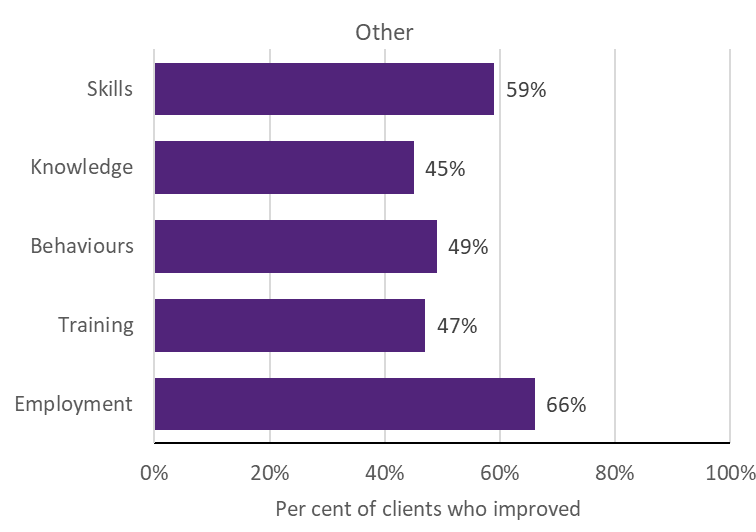 Other
Skills 59%
Knowledge 45%
Behaviours 49%
Training 47%
Employment 66%
0% 20% 40% 60% 80% 100%
Per cent of clients who improved